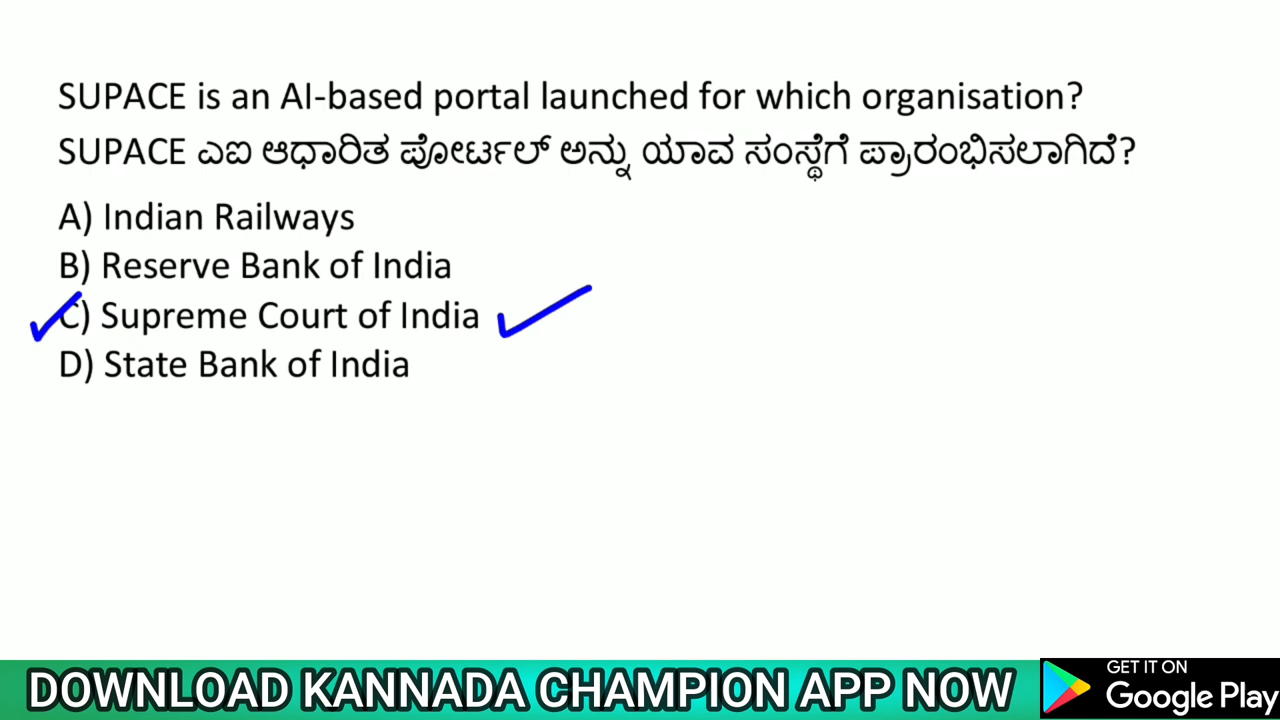 SUPACE is an AI-based portal launched for which organisation?
SUPACE ಎಐ ಆಧಾರಿತ ಪೋರ್ಟಲ್ ಅನ್ನು ಯಾವ ಸಂಸ್ಥೆಗೆ ಪ್ರಾರಂಭಿಸಲಾಗಿದೆ?
A) Indian Railways
B) Reserve Bank of India
C) Supreme Court of India
D) State Bank of India
DOWNLOAD KANNADA CHAMPION APP NOW
GET IT ON
Google Play